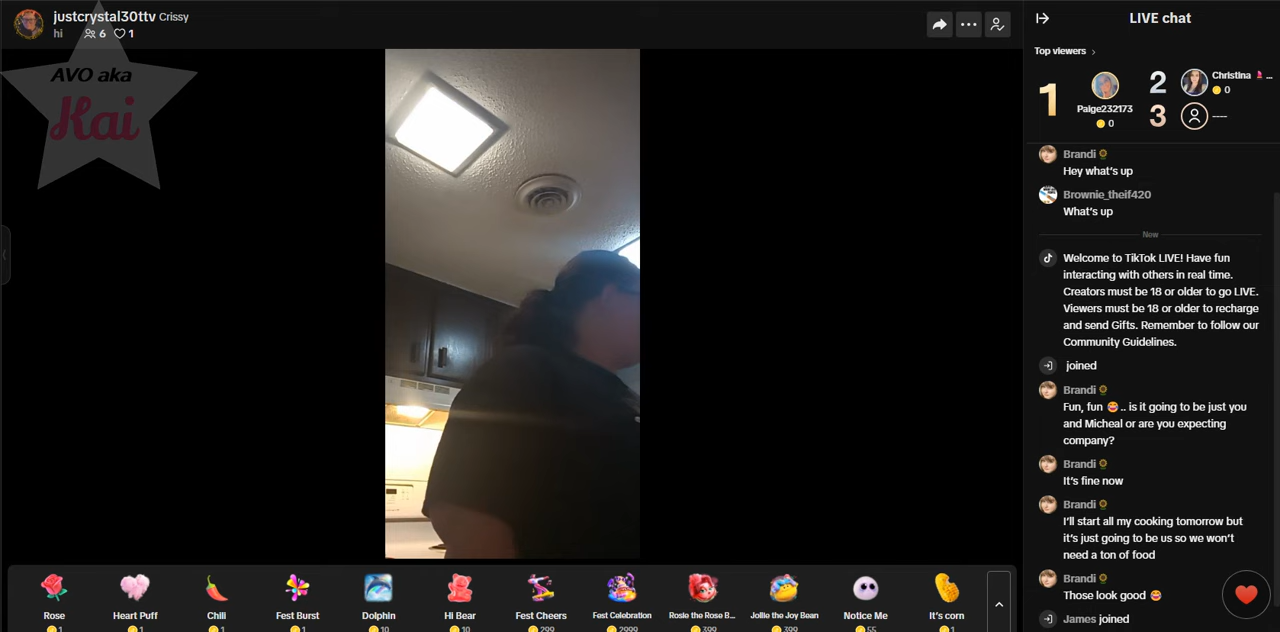 justcrystal30ttv Crissy
hi 6 1
AVO aka
Kai
LIVE chat
Top viewers
1
Paige232173
0
2
Christina ...
0
3
----
Brandi
Hey what's up
Brownie_theif420
What's up
New
Welcome to TikTok LIVE! Have fun
interacting with others in real time.
Creators must be 18 or older to go LIVE.
Viewers must be 18 or older to recharge
and send Gifts. Remember to follow our
Community Guidelines.
joined
Brandi
Fun, fun 🤩.. is it going to be just you
and Micheal or are you expecting
company?
Brandi
It's fine now
Brandi
I'll start all my cooking tomorrow but
it's just going to be us so we won't
need a ton of food
Brandi
Those look good 🤩
James joined
Rose
1
Heart Puff
1
Chili
1
Fest Burst
1
Dolphin
10
Hi Bear
10
Fest Cheers
299
Fest Celebration
2999
Rosie the Rose B...
399
Jollie the Joy Bean
399
Notice Me
55
It's corn
1